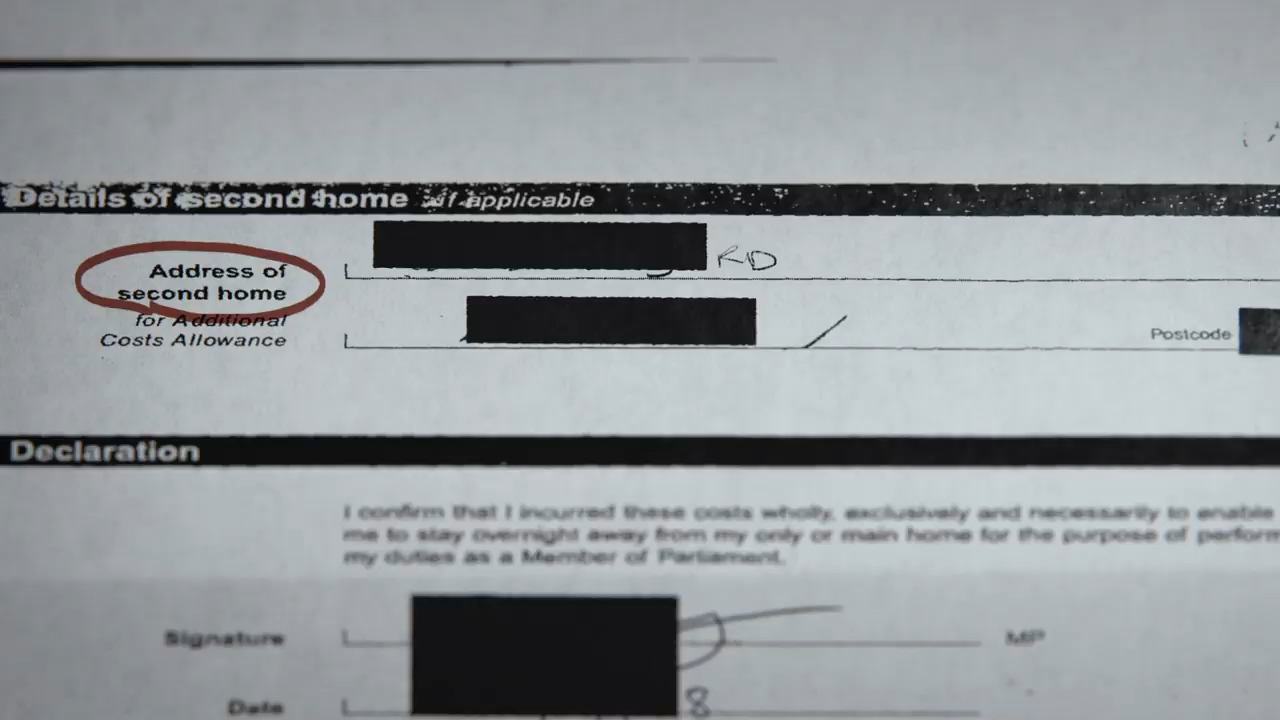 Details of second home if applicable
Address of
second home
for Additional
Costs Allowance
RD
Postcode
Declaration
I confirm that I incurred these costs wholly, exclusively and necessarily to enable
me to stay overnight away from my only or main home for the purpose of perform
my duties as a Member of Parliament.
Signature
MP
Date
8